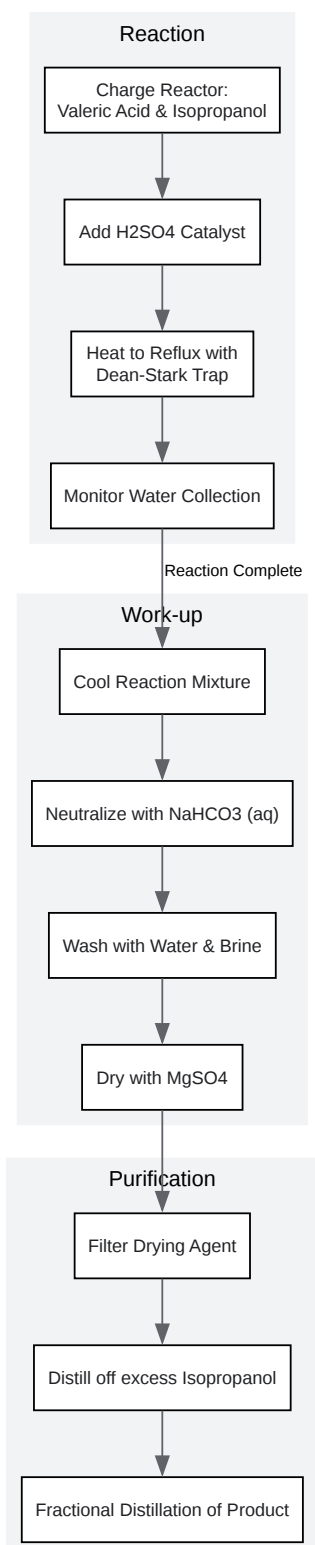 Reaction
Charge Reactor:
Valeric Acid & Isopropanol
Add H2SO4 Catalyst
Heat to Reflux with
Dean-Stark Trap
Monitor Water Collection
Reaction Complete
Work-up
Cool Reaction Mixture
Neutralize with NaHCO3 (aq)
Wash with Water & Brine
Dry with MgSO4
Purification
Filter Drying Agent
Distill off excess Isopropanol
Fractional Distillation of Product